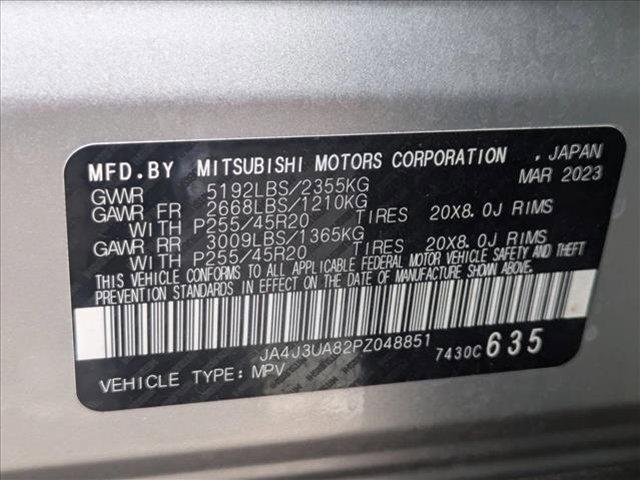 MFD.BY MITSUBISHI MOTORS CORPORATION . JAPAN
GWWR 5192LBS/2355KG MAR 2023
GAWR FR 2668LBS/1210KG
WITH P255/45R20 TIRES 20X8.0J RIMS
GAWR RR 3009LBS/1365KG
WITH P255/45R20 TIRES 20X8.0J RIMS
THIS VEHICLE CONFORMS TO ALL APPLICABLE FEDERAL MOTOR VEHICLE SAFETY AND THEFT
PREVENTION STANDARDS IN EFFECT ON THE DATE OF MANUFACTURE SHOWN ABOVE.
JA4J3UA82PZ048851 7430C 635
VEHICLE TYPE: MPV